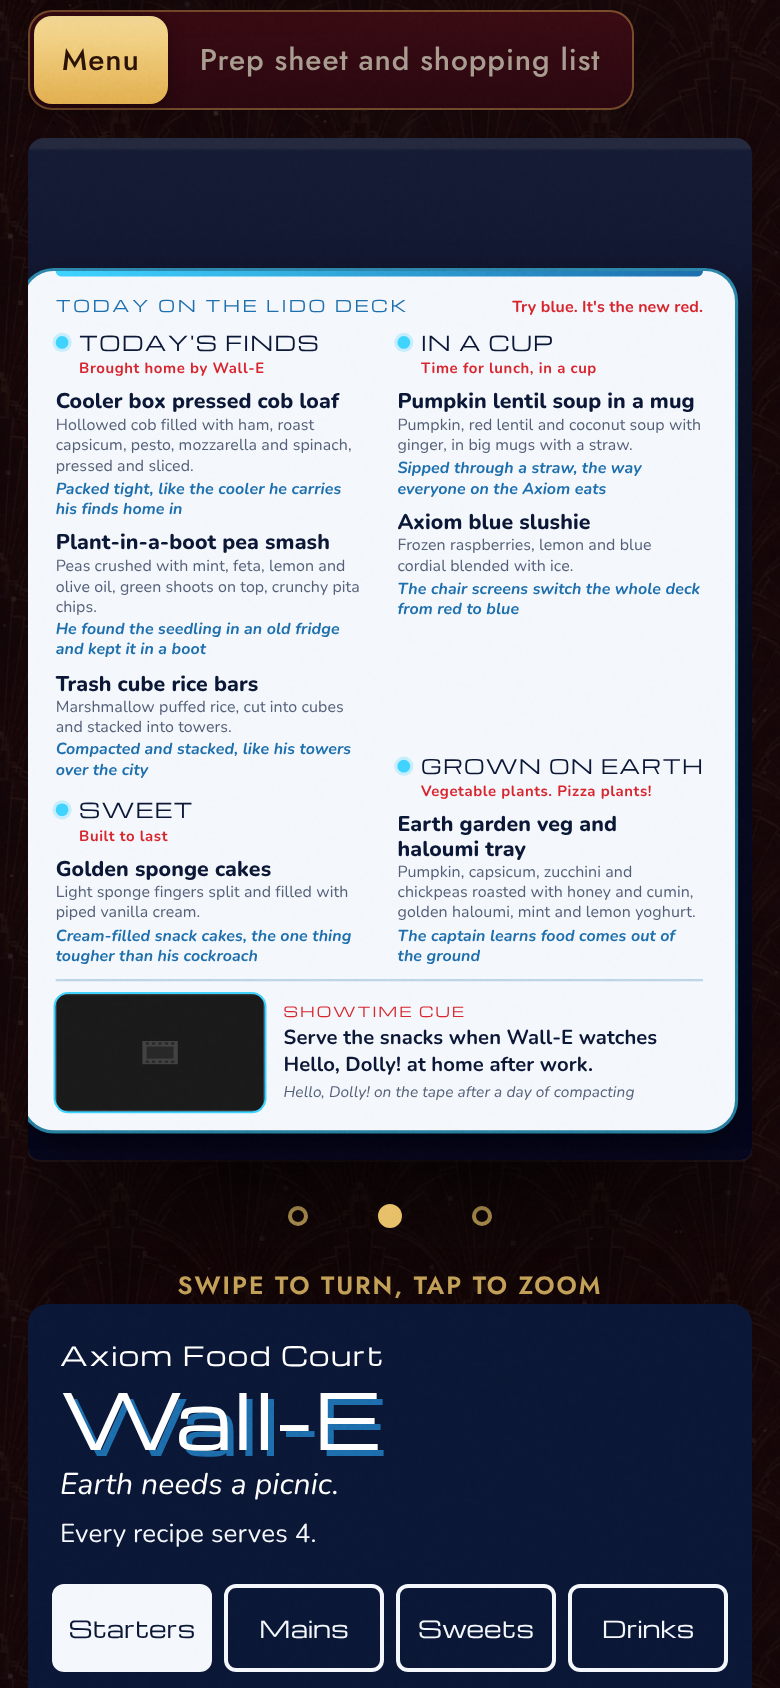 Menu
Prep sheet and shopping list
TODAY ON THE LIDO DECK
Try blue. It's the new red.
TODAY'S FINDS
Brought home by Wall-E
Cooler box pressed cob loaf
Hollowed cob filled with ham, roast
capsicum, pesto, mozzarella and spinach,
pressed and sliced.
Packed tight, like the cooler he carries
his finds home in
Plant-in-a-boot pea smash
Peas crushed with mint, feta, lemon and
olive oil, green shoots on top, crunchy pita
chips.
He found the seedling in an old fridge
and kept it in a boot
Trash cube rice bars
Marshmallow puffed rice, cut into cubes
and stacked into towers.
Compacted and stacked, like his towers
over the city
SWEET
Built to last
Golden sponge cakes
Light sponge fingers split and filled with
piped vanilla cream.
Cream-filled snack cakes, the one thing
tougher than his cockroach
IN A CUP
Time for lunch, in a cup
Pumpkin lentil soup in a mug
Pumpkin, red lentil and coconut soup with
ginger, in big mugs with a straw.
Sipped through a straw, the way
everyone on the Axiom eats
Axiom blue slushie
Frozen raspberries, lemon and blue
cordial blended with ice.
The chair screens switch the whole deck
from red to blue
GROWN ON EARTH
Vegetable plants. Pizza plants!
Earth garden veg and
haloumi tray
Pumpkin, capsicum, zucchini and
chickpeas roasted with honey and cumin,
golden haloumi, mint and lemon yoghurt.
The captain learns food comes out of
the ground
SHOWTIME CUE
Serve the snacks when Wall-E watches
Hello, Dolly! at home after work.
Hello, Dolly! on the tape after a day of compacting
SWIPE TO TURN, TAP TO ZOOM
Axiom Food Court
Wall-E
Earth needs a picnic.
Every recipe serves 4.
Starters
Mains
Sweets
Drinks